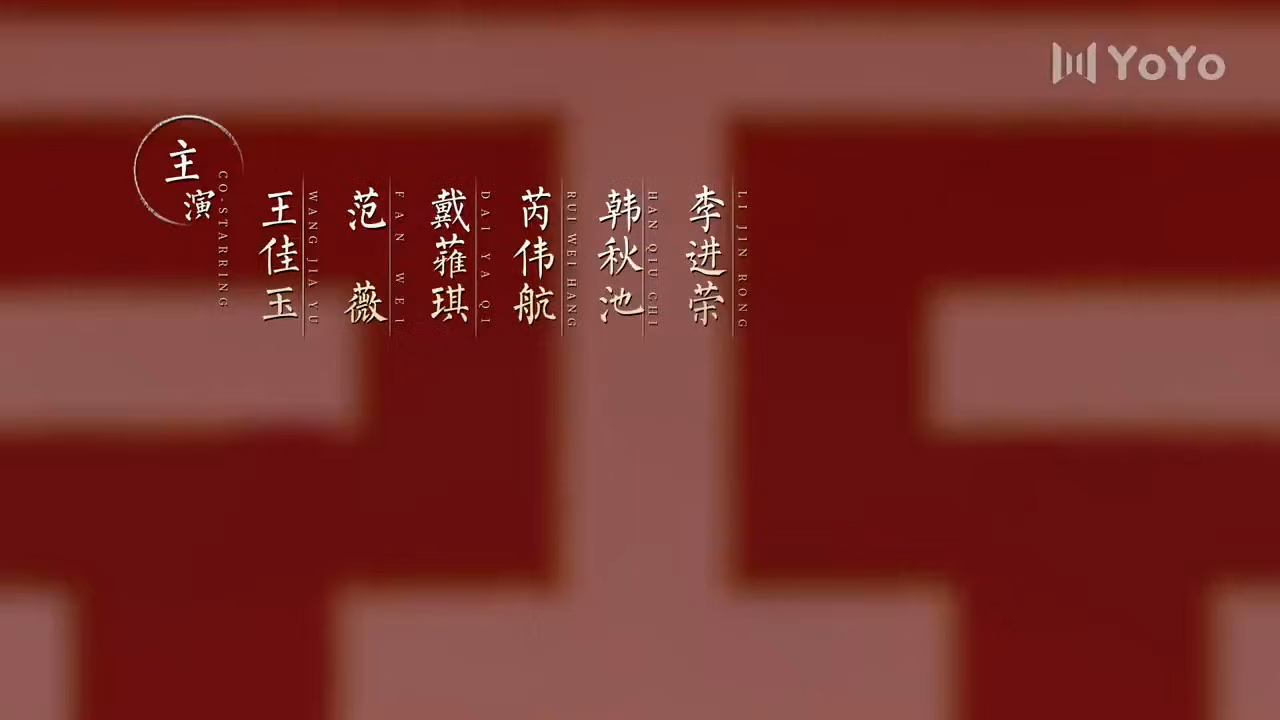 主演
CO-STARRING
王佳玉
WANG JIA YU
范薇
FAN WEI
戴蕥琪
DAI YA QI
芮伟航
RUI WEI HANG
韩秋池
HAN QIU CHI
李进荣
LI JIN RONG
YoYo